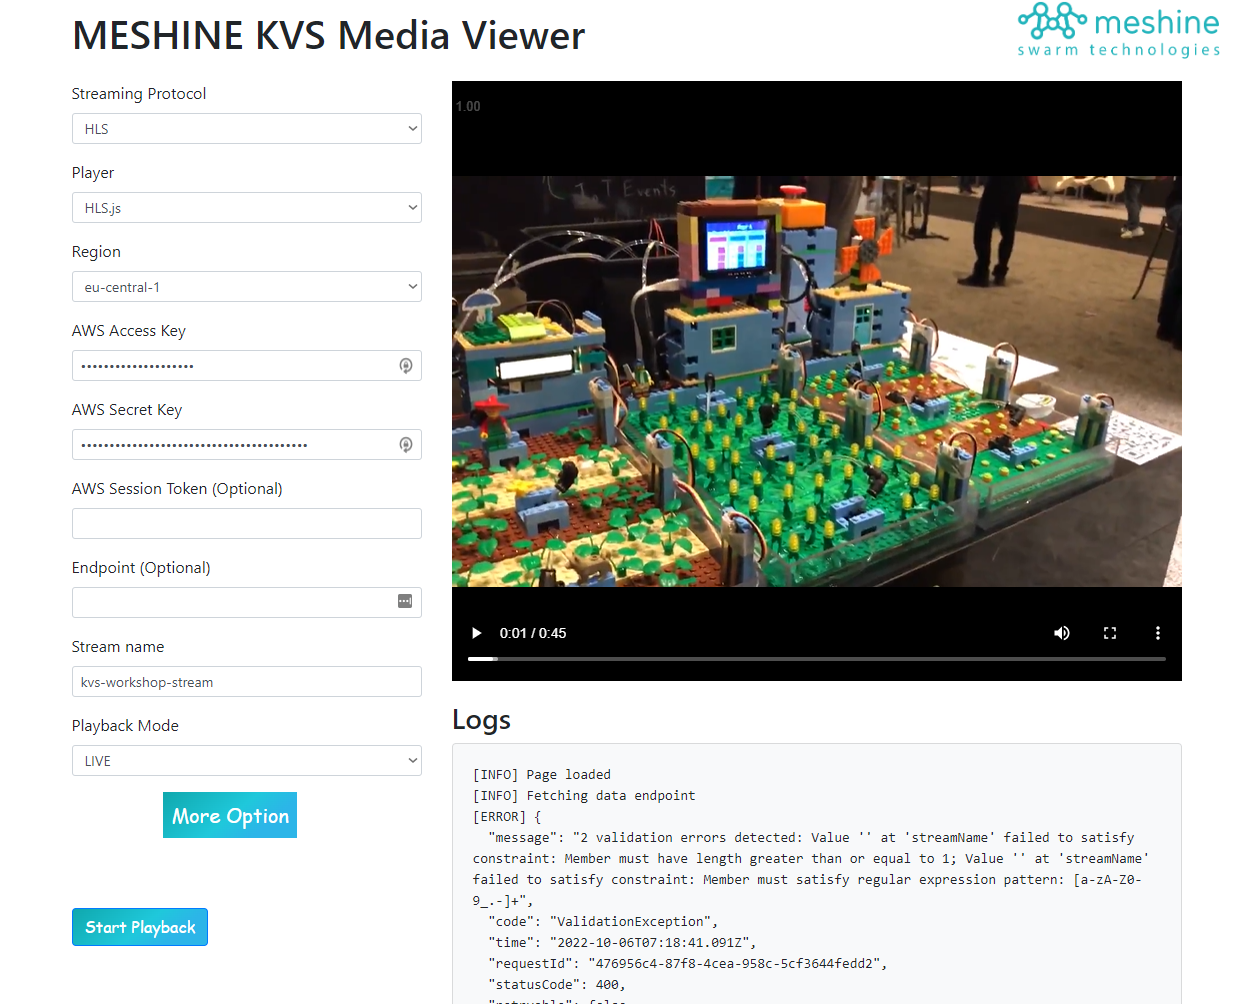 MESHINE KVS Media Viewer
meshine
swarm technologies
Streaming Protocol
HLS
Player
HLS.js
Region
eu-central-1
AWS Access Key
AWS Secret Key
AWS Session Token (Optional)
Endpoint (Optional)
Stream name
kvs-workshop-stream
Playback Mode
LIVE
More Option
Start Playback
1.00
IoT Events
0:01 / 0:45
Logs
[INFO] Page loaded
[INFO] Fetching data endpoint
[ERROR] {
"message": "2 validation errors detected: Value '' at 'streamName' failed to satisfy
constraint: Member must have length greater than or equal to 1; Value '' at 'streamName'
failed to satisfy constraint: Member must satisfy regular expression pattern: [a-zA-Z0-
9_.-]+",
"code": "ValidationException",
"time": "2022-10-06T07:18:41.091Z",
"requestId": "476956c4-87f8-4cea-958c-5cf3644fedd2",
"statusCode": 400,